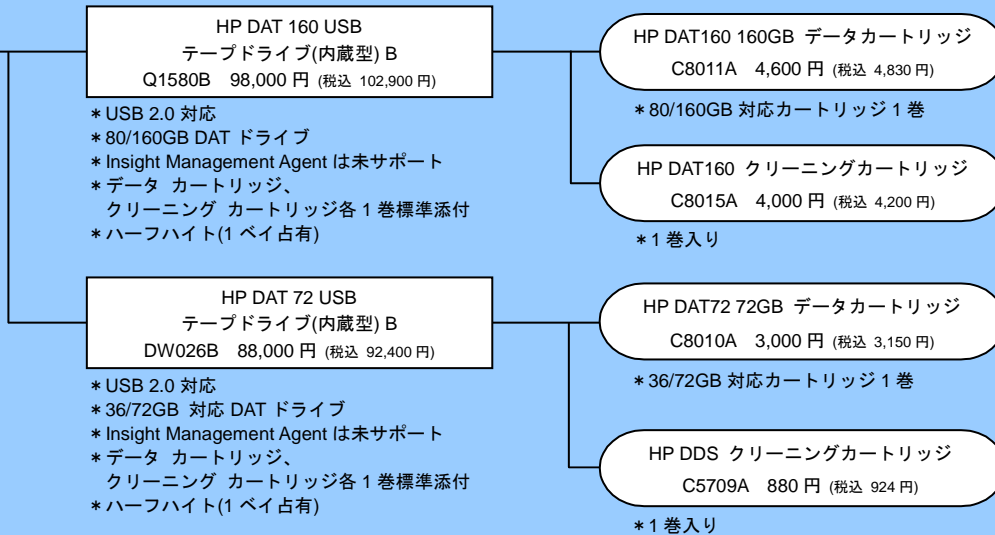 HP DAT 160 USB
テープドライブ(内蔵型) B
Q1580B 98,000 円 (税込 102,900 円)
＊USB 2.0 対応
＊80/160GB DAT ドライブ
＊Insight Management Agent は未サポート
＊データ カートリッジ、
クリーニング カートリッジ各 1 巻標準添付
＊ハーフハイト(1 ベイ占有)
HP DAT160 160GB データカートリッジ
C8011A 4,600 円 (税込 4,830 円)
＊80/160GB 対応カートリッジ 1 巻
HP DAT160 クリーニングカートリッジ
C8015A 4,000 円 (税込 4,200 円)
＊1 巻入り
HP DAT 72 USB
テープドライブ(内蔵型) B
DW026B 88,000 円 (税込 92,400 円)
＊USB 2.0 対応
＊36/72GB 対応 DAT ドライブ
＊Insight Management Agent は未サポート
＊データ カートリッジ、
クリーニング カートリッジ各 1 巻標準添付
＊ハーフハイト(1 ベイ占有)
HP DAT72 72GB データカートリッジ
C8010A 3,000 円 (税込 3,150 円)
＊36/72GB 対応カートリッジ 1 巻
HP DDS クリーニングカートリッジ
C5709A 880 円 (税込 924 円)
＊1 巻入り